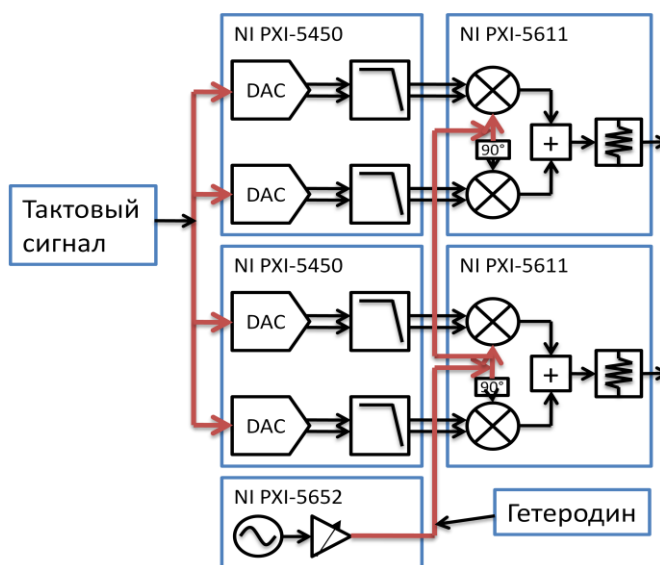 NI PXI-5450
NI PXI-5611
DAC
90°
+
DAC
Тактовый
сигнал
NI PXI-5450
NI PXI-5611
DAC
90°
+
DAC
NI PXI-5652
Гетеродин